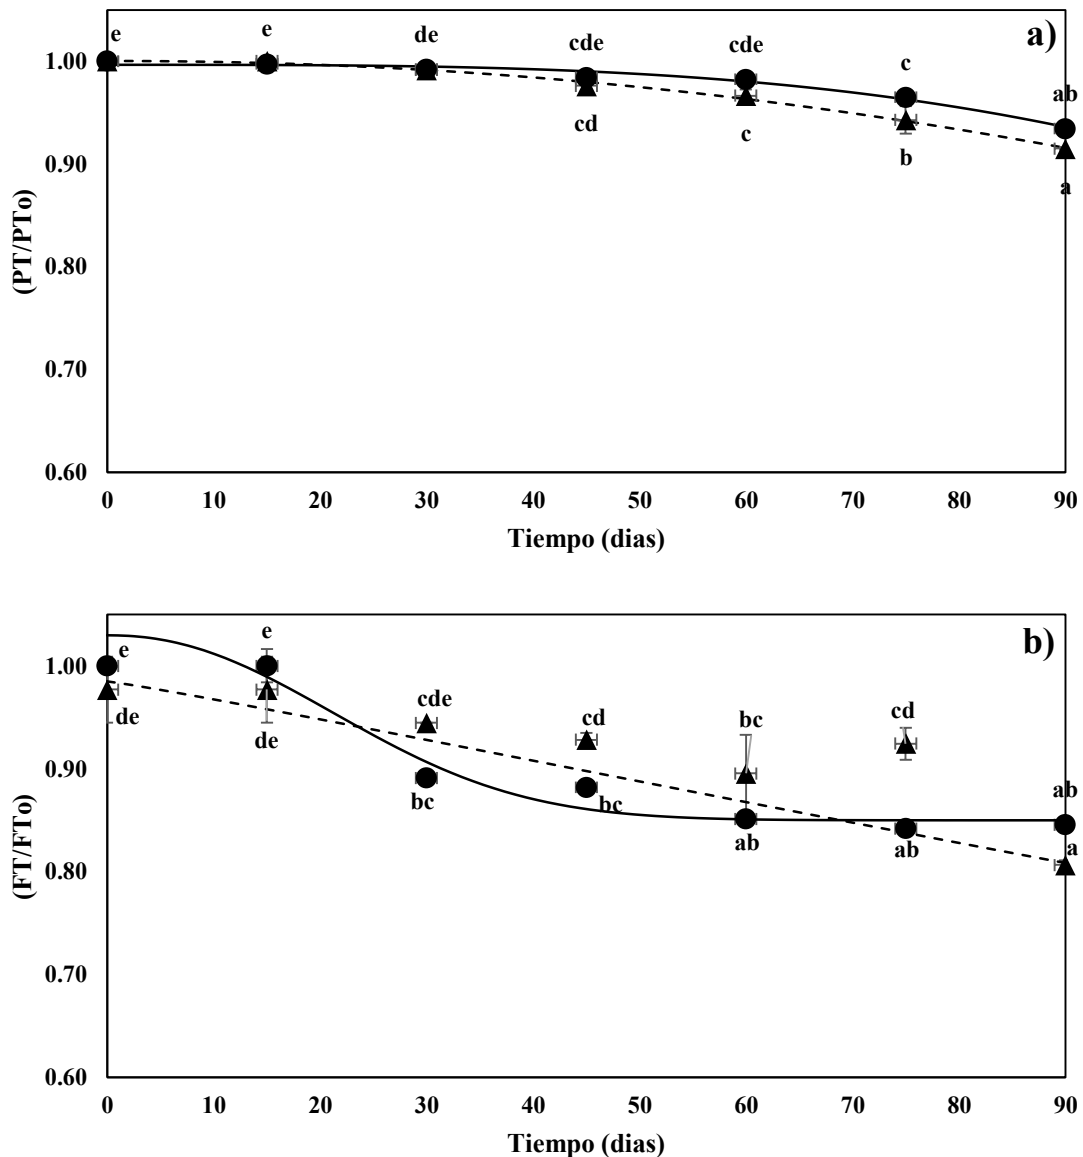 a)
e e de cde cde c ab
cd c b a
1.00
0.90
0.80
0.70
0.60
(PT/PTo)
0 10 20 30 40 50 60 70 80 90
Tiempo (dias)
b)
e e cde cd bc cd ab
de de bc bc ab ab a
1.00
0.90
0.80
0.70
0.60
(FT/FTo)
0 10 20 30 40 50 60 70 80 90
Tiempo (dias)